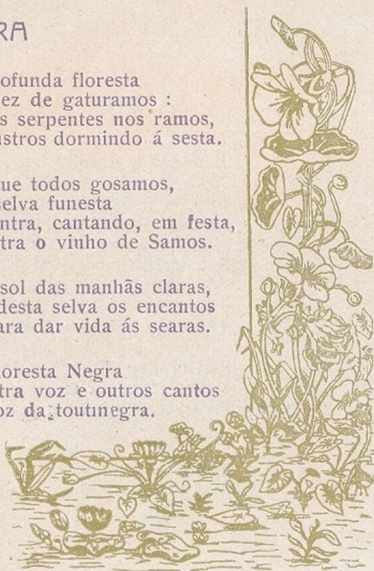 RA
ofunda floresta
ez de gaturamos :
s serpentes nos ramos,
ustros dormindo á sesta.
ue todos gosamos,
selva funesta
ntra, cantando, em festa,
tra o vinho de Samos.
sol das manhãs claras,
desta selva os encantos
ara dar vida ás searas.
loresta Negra
tra voz e outros cantos
oz da toutinegra.